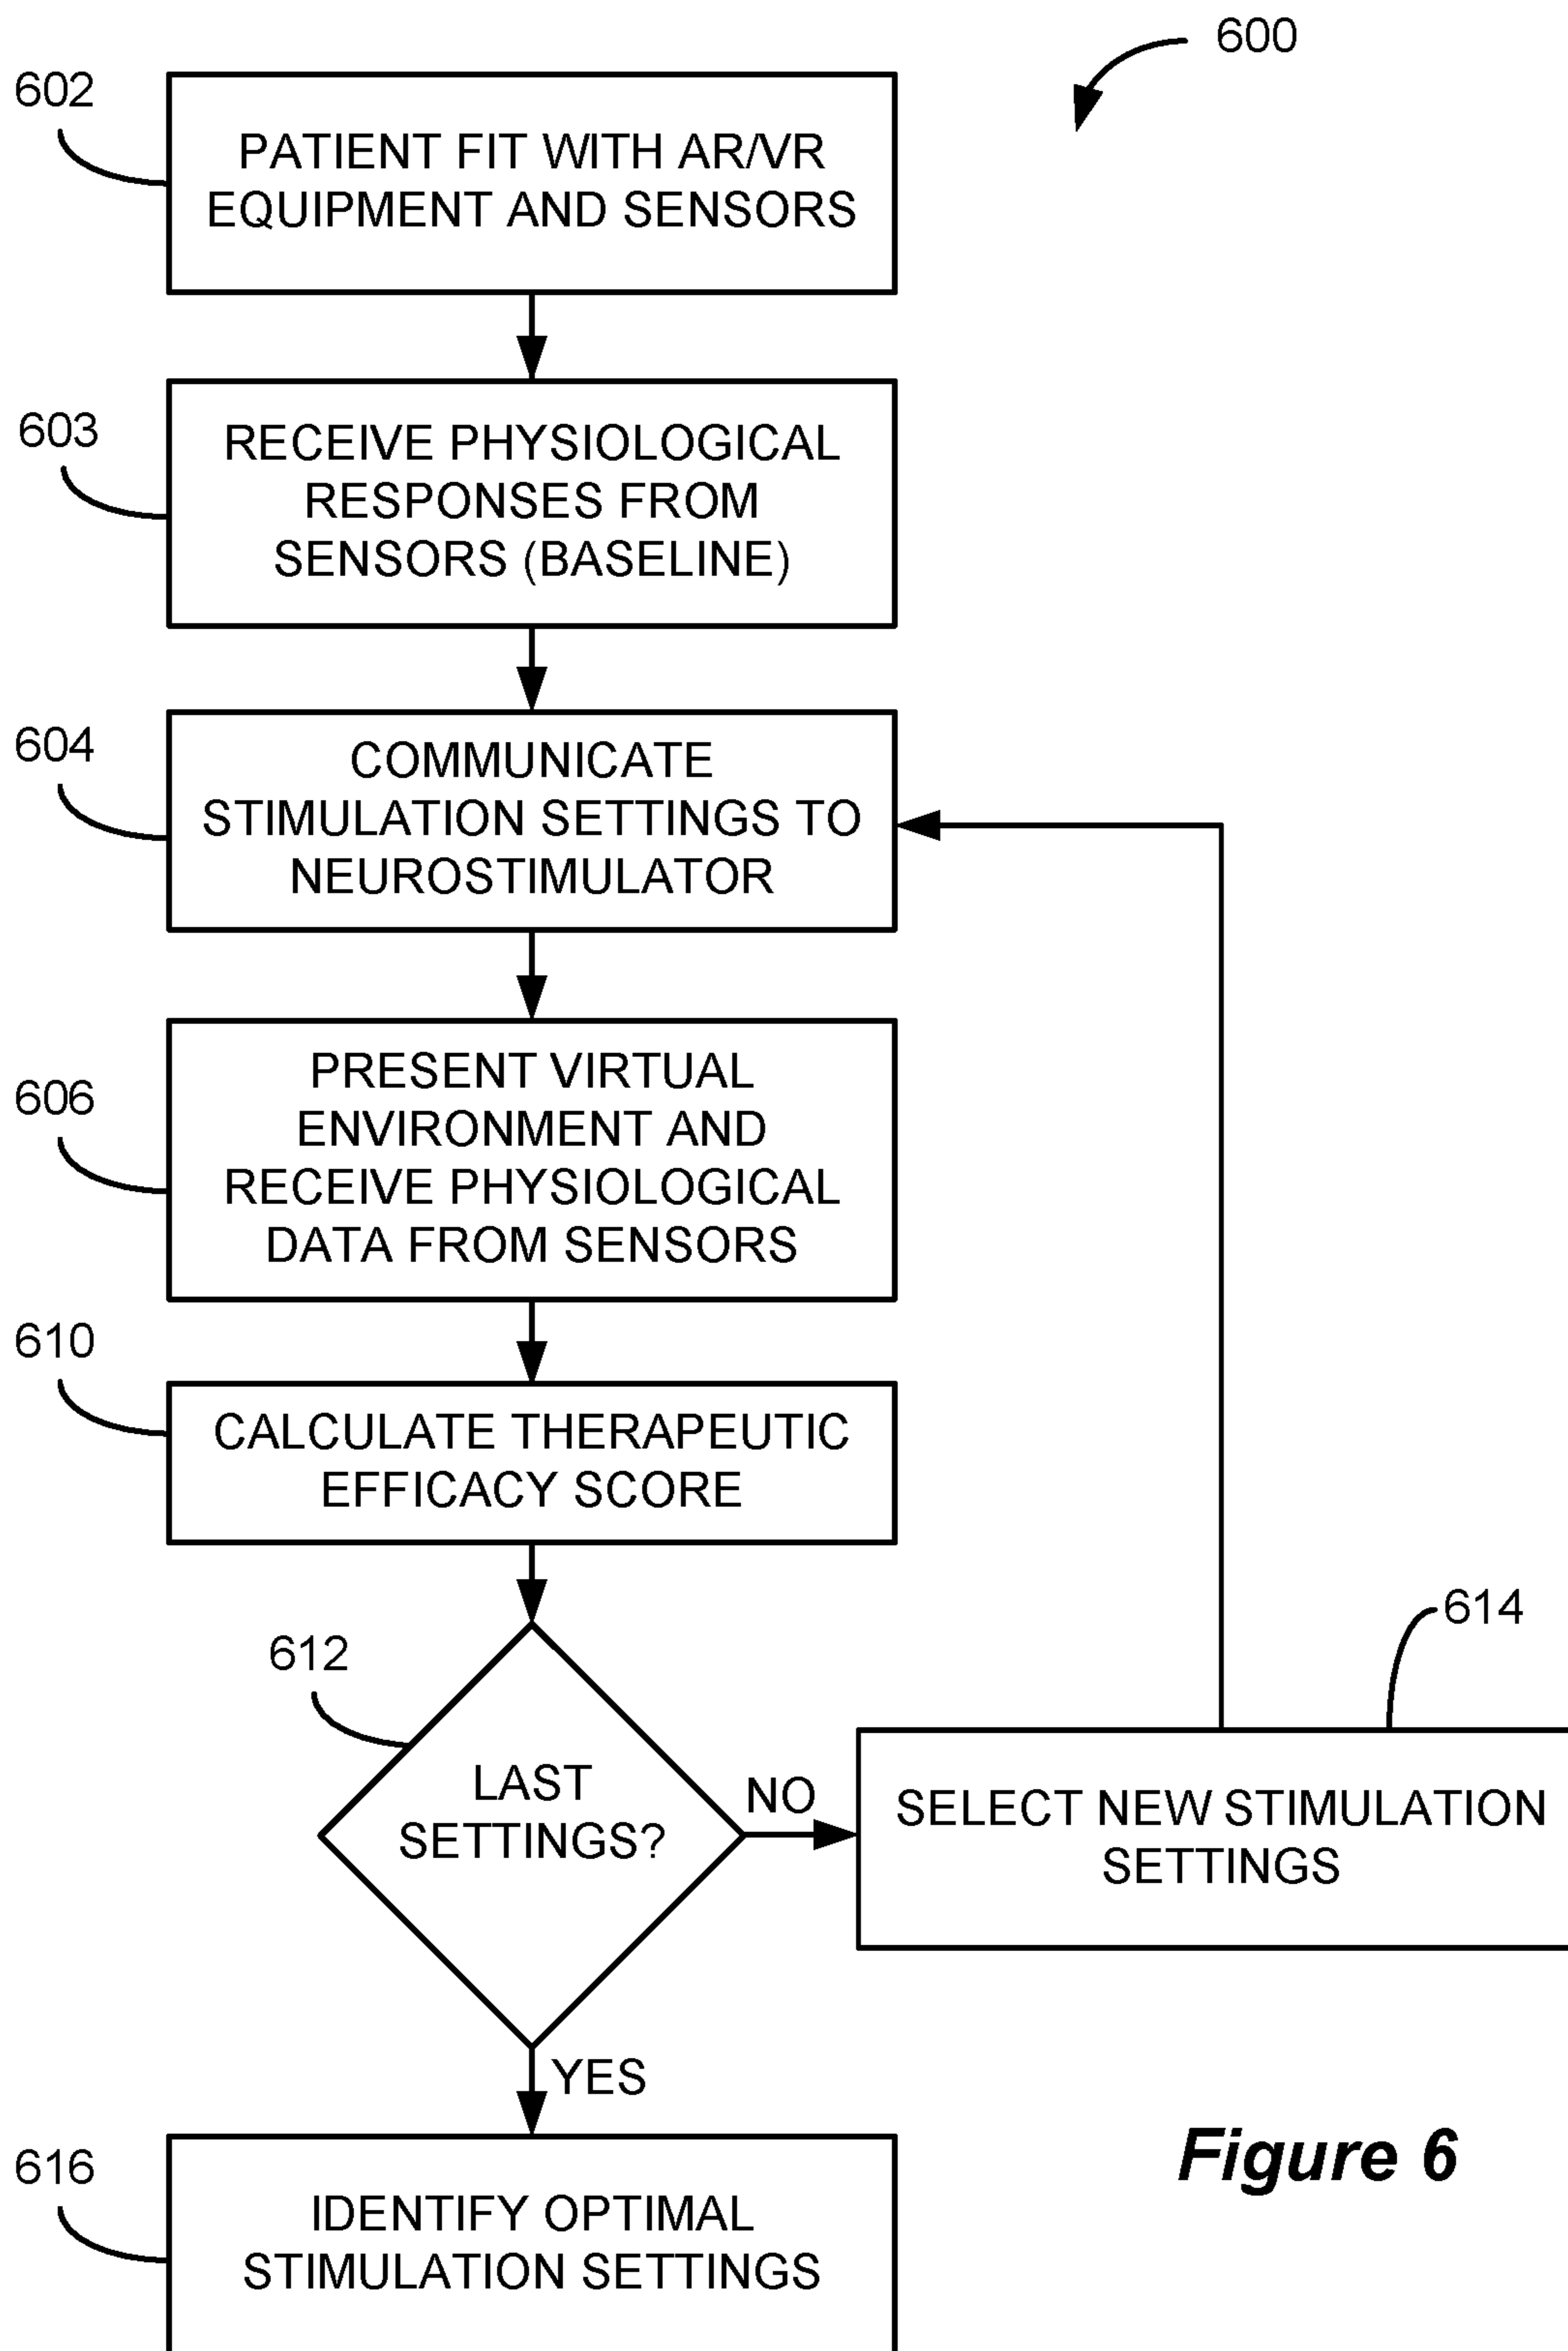 600
602
PATIENT FIT WITH AR/VR
EQUIPMENT AND SENSORS
603
RECEIVE PHYSIOLOGICAL
RESPONSES FROM
SENSORS (BASELINE)
604
COMMUNICATE
STIMULATION SETTINGS TO
NEUROSTIMULATOR
606
PRESENT VIRTUAL
ENVIRONMENT AND
RECEIVE PHYSIOLOGICAL
DATA FROM SENSORS
610
CALCULATE THERAPEUTIC
EFFICACY SCORE
612
LAST
SETTINGS?
NO
614
SELECT NEW STIMULATION
SETTINGS
YES
616
IDENTIFY OPTIMAL
STIMULATION SETTINGS
Figure 6